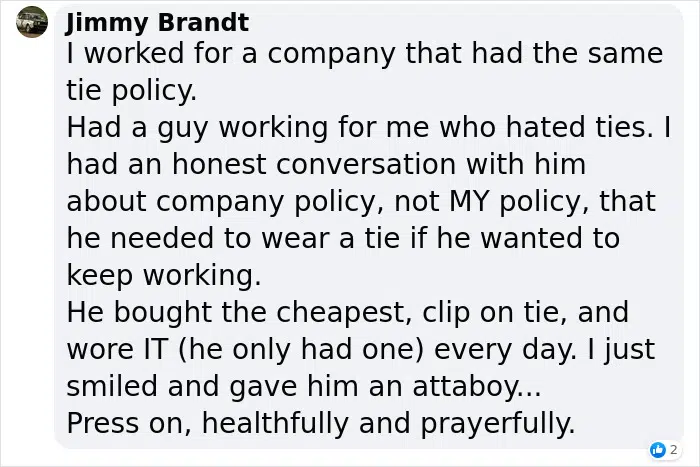 Jimmy Brandt
I worked for a company that had the same
tie policy.
Had a guy working for me who hated ties. I
had an honest conversation with him
about company policy, not MY policy, that
he needed to wear a tie if he wanted to
keep working.
He bought the cheapest, clip on tie, and
wore IT (he only had one) every day. I just
smiled and gave him an attaboy...
Press on, healthfully and prayerfully.
2